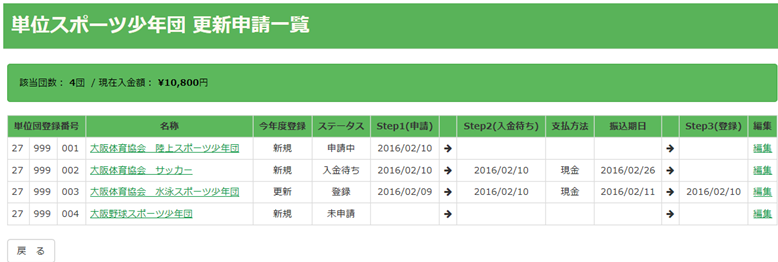 単位スポーツ少年団 更新申請一覧
該当団数： 4団 / 現在入金額： ¥10,800円
単位団登録番号 名称 今年度登録 ステータス Step1(申請) Step2(入金待ち) 支払方法 振込期日 Step3(登録) 編集
27 999 001 大阪体育協会 陸上スポーツ少年団 新規 申請中 2016/02/10 → → 編集
27 999 002 大阪体育協会 サッカー 新規 入金待ち 2016/02/10 → 2016/02/10 現金 2016/02/26 → 編集
27 999 003 大阪体育協会 水泳スポーツ少年団 更新 登録 2016/02/09 → 2016/02/10 現金 2016/02/11 → 2016/02/10 編集
27 999 004 大阪野球スポーツ少年団 新規 未申請 → → 編集
戻 る